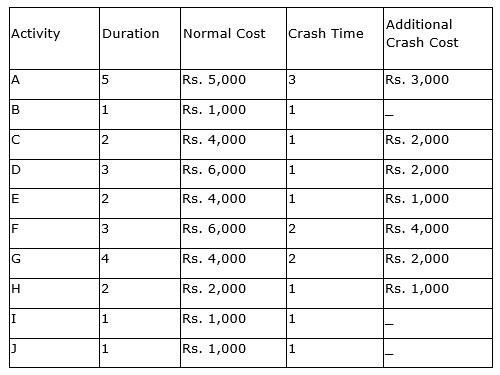 Activity Duration Normal Cost Crash Time Additional Crash Cost
A 5 Rs. 5,000 3 Rs. 3,000
B 1 Rs. 1,000 1 _
C 2 Rs. 4,000 1 Rs. 2,000
D 3 Rs. 6,000 1 Rs. 2,000
E 2 Rs. 4,000 1 Rs. 1,000
F 3 Rs. 6,000 2 Rs. 4,000
G 4 Rs. 4,000 2 Rs. 2,000
H 2 Rs. 2,000 1 Rs. 1,000
I 1 Rs. 1,000 1 _
J 1 Rs. 1,000 1 _